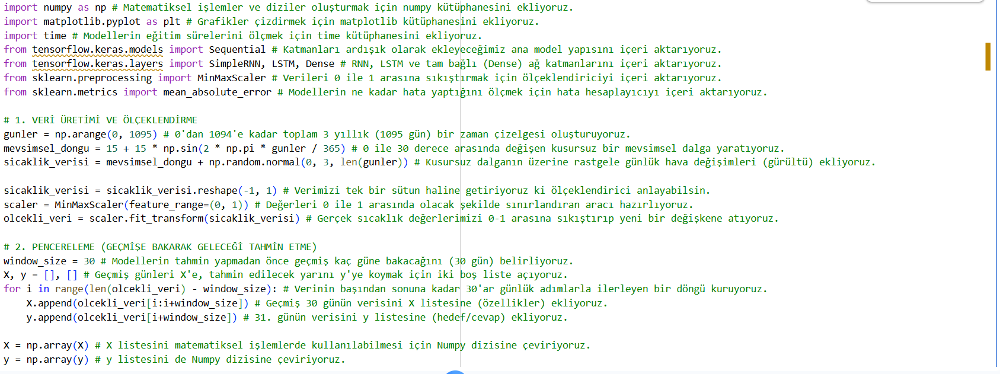 import numpy as np # Matematiksel işlemler ve diziler oluşturmak için numpy kütüphanesini ekliyoruz.
import matplotlib.pyplot as plt # Grafikler çizdirmek için matplotlib kütüphanesini ekliyoruz.
import time # Modellerin eğitim sürelerini ölçmek için time kütüphanesini ekliyoruz.
from tensorflow.keras.models import Sequential # Katmanları ardışık olarak ekleyeceğimiz ana model yapısını içeri aktarıyoruz.
from tensorflow.keras.layers import SimpleRNN, LSTM, Dense # RNN, LSTM ve tam bağlı (Dense) ağ katmanlarını içeri aktarıyoruz.
from sklearn.preprocessing import MinMaxScaler # Verileri 0 ile 1 arasına sıkıştırmak için ölçeklendiriciyi içeri aktarıyoruz.
from sklearn.metrics import mean_absolute_error # Modellerin ne kadar hata yaptığını ölçmek için hata hesaplayıcıyı içeri aktarıyoruz.

# 1. VERİ ÜRETİMİ VE ÖLÇEKLENDİRME
gunler = np.arange(0, 1095) # 0'dan 1094'e kadar toplam 3 yıllık (1095 gün) bir zaman çizelgesi oluşturuyoruz.
mevsimsel_dongu = 15 + 15 * np.sin(2 * np.pi * gunler / 365) # 0 ile 30 derece arasında değişen kusursuz bir mevsimsel dalga yaratıyoruz.
sicaklik_verisi = mevsimsel_dongu + np.random.normal(0, 3, len(gunler)) # Kusursuz dalganın üzerine rastgele günlük hava değişimleri (gürültü) ekliyoruz.

sicaklik_verisi = sicaklik_verisi.reshape(-1, 1) # Verimizi tek bir sütun haline getiriyoruz ki ölçeklendirici anlayabilsin.
scaler = MinMaxScaler(feature_range=(0, 1)) # Değerleri 0 ile 1 arasında olacak şekilde sınırlandıran aracı hazırlıyoruz.
olcekli_veri = scaler.fit_transform(sicaklik_verisi) # Gerçek sıcaklık değerlerimizi 0-1 arasına sıkıştırıp yeni bir değişkene atıyoruz.

# 2. PENCERELEME (GEÇMİŞE BAKARAK GELECEĞİ TAHMİN ETME)
window_size = 30 # Modellerin tahmin yapmadan önce geçmiş kaç güne bakacağını (30 gün) belirliyoruz.
X, y = [], [] # Geçmiş günleri X'e, tahmin edilecek yarını y'ye koymak için iki boş liste açıyoruz.
for i in range(len(olcekli_veri) - window_size): # Verinin başından sonuna kadar 30'ar günlük adımlarla ilerleyen bir döngü kuruyoruz.
    X.append(olcekli_veri[i:i+window_size]) # Geçmiş 30 günün verisini X listesine (özellikler) ekliyoruz.
    y.append(olcekli_veri[i+window_size]) # 31. günün verisini y listesine (hedef/cevap) ekliyoruz.

X = np.array(X) # X listesini matematiksel işlemlerde kullanılabilmesi için Numpy dizisine çeviriyoruz.
y = np.array(y) # y listesini de Numpy dizisine çeviriyoruz.